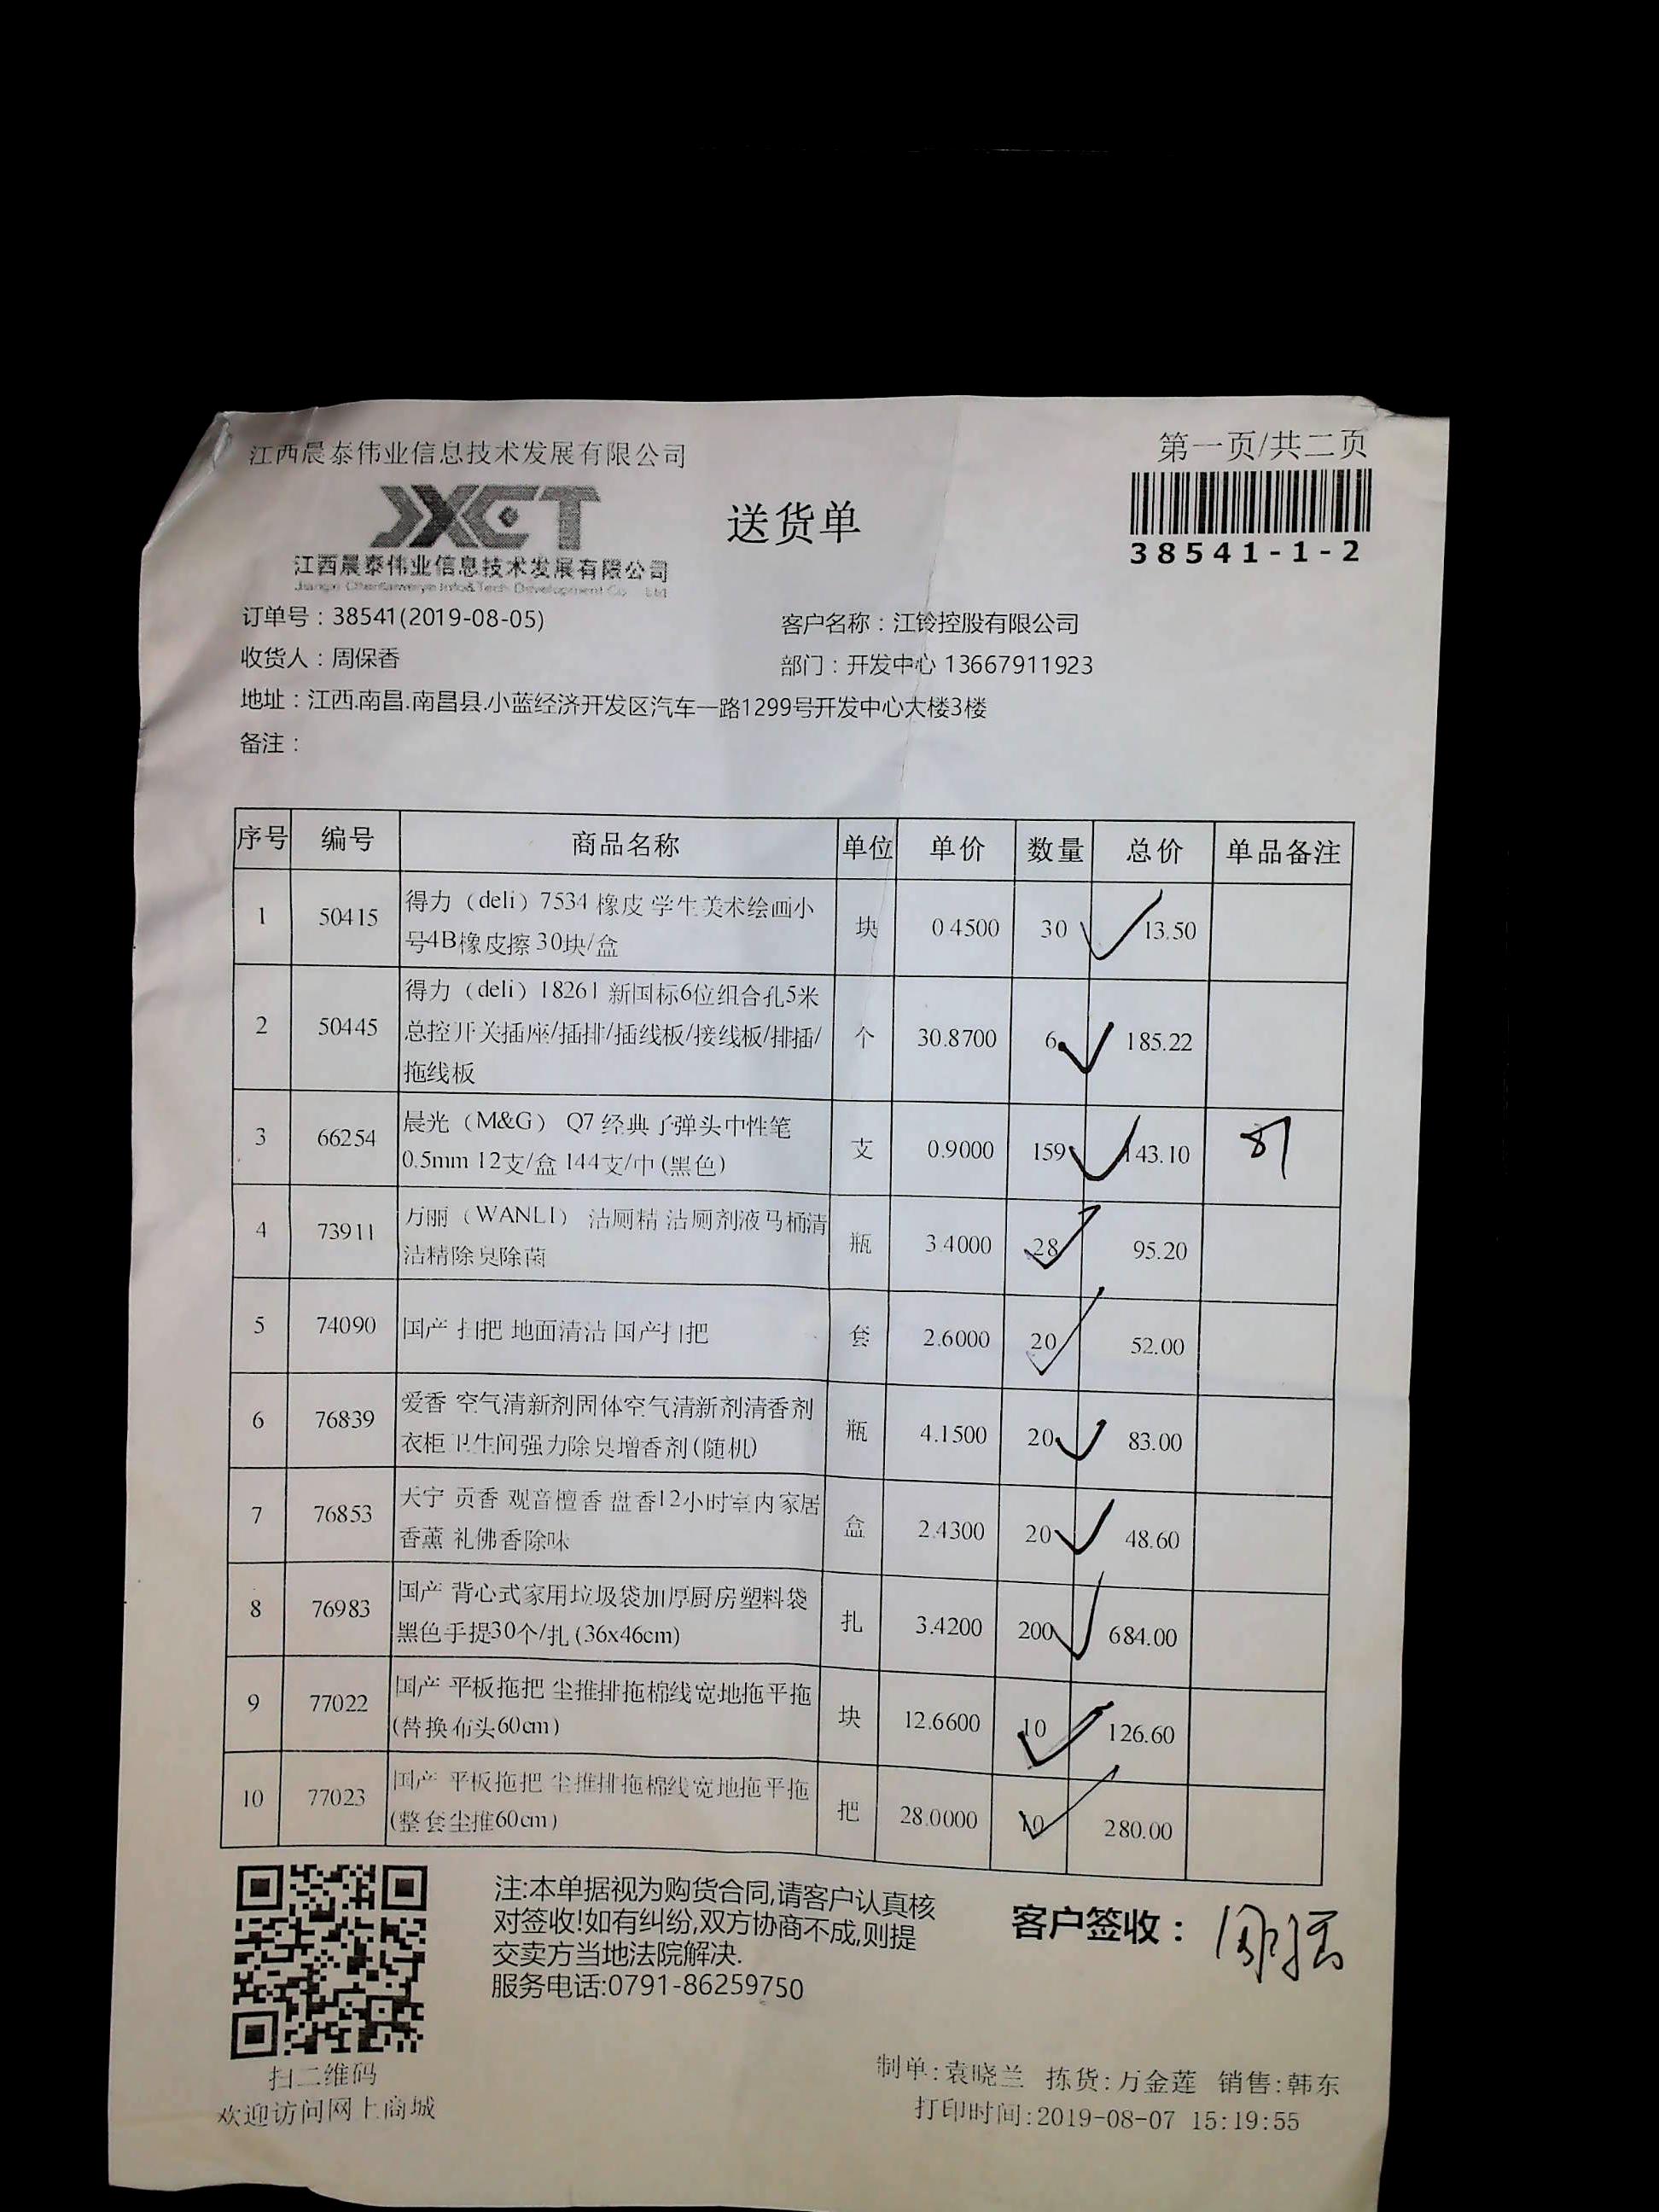 江西晨泰伟业信息技术发展有限公司
第一页/共二页
JXCT
送货单
江西晨泰伟业信息技术发展有限公司
38541-1-2
订单号：38541(2019-08-05)
客户名称：江铃控股有限公司
收货人：周保香
部门：开发中心 13667911923
地址：江西.南昌.南昌县.小蓝经济开发区汽车一路1299号开发中心大楼3楼
备注：
序号 编号 商品名称 单位 单价 数量 总价 单品备注
1 50415 得力（deli）7534 橡皮 学生美术绘画小
号4B橡皮擦 30块/盒 块 0.4500 30 13.50
2 50445 得力（deli）18261 新国标6位组合孔5米
总控开关插座/插排/插线板/接线板/排插/
拖线板 个 30.8700 6 185.22
3 66254 晨光（M&G） Q7 经典子弹头中性笔
0.5mm 12支/盒 144支/中(黑色) 支 0.9000 159 143.10
4 73911 万丽（WANLI） 洁厕精 洁厕剂液马桶清
洁精除臭除菌 瓶 3.4000 28 95.20
5 74090 国产 扫把 地面清洁 国产扫把 套 2.6000 20 52.00
6 76839 爱香 空气清新剂固体空气清新剂清香剂
衣柜卫生间强力除臭增香剂(随机) 瓶 4.1500 20 83.00
7 76853 天宁 贡香 观音檀香 盘香12小时室内家居
香薰 礼佛香除味 盒 2.4300 20 48.60
8 76983 国产 背心式家用垃圾袋加厚厨房塑料袋
黑色手提30个/扎 (36x46cm) 扎 3.4200 200 684.00
9 77022 国产 平板拖把 尘推排拖棉线宽地拖平拖
(替换布头60cm) 块 12.6600 10 126.60
10 77023 国产 平板拖把 尘推排拖棉线宽地拖平拖
(整套尘推60cm) 把 28.0000 10 280.00
注:本单据视为购货合同,请客户认真核
对签收!如有纠纷,双方协商不成,则提
交卖方当地法院解决.
服务电话:0791-86259750
客户签收：
扫二维码
欢迎访问网上商城
制单:袁晓兰 拣货:万金莲 销售:韩东
打印时间:2019-08-07 15:19:55